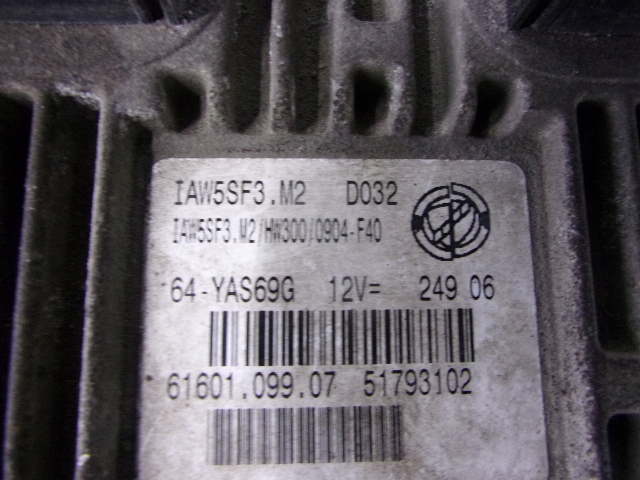 IAW5SF3.M2 D032
IAW5SF3.M2/HW300/0904-F40
64-YAS69G 12V= 249 06
61601.099.07 51793102